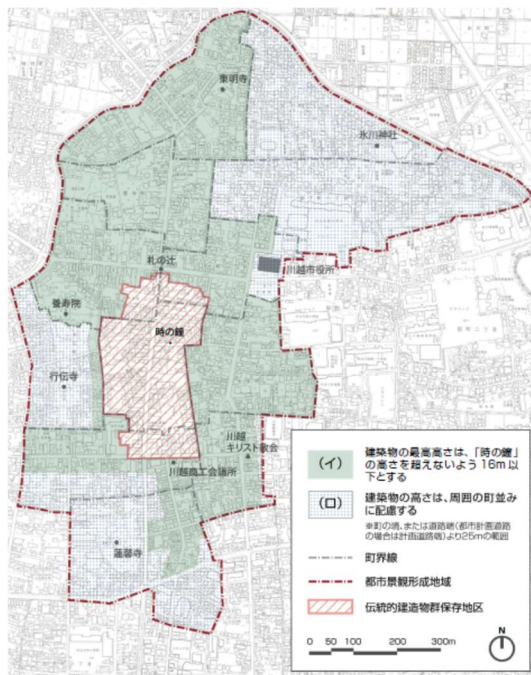 東明寺
氷川神社
札の辻
川越市役所
養寿院
時の鐘
行伝寺
川越
キリスト教会
川越商工会議所
蓮馨寺
(イ)
建築物の最高高さは、「時の鐘」
の高さを超えないよう16m以
下とする
(ロ)
建築物の高さは、周囲の町並み
に配慮する
※町の境、または道路端(都市計画道路
の場合は計画道路端)より25mの範囲
町界線
都市景観形成地域
伝統的建造物群保存地区
N
0 50 100 200 300m